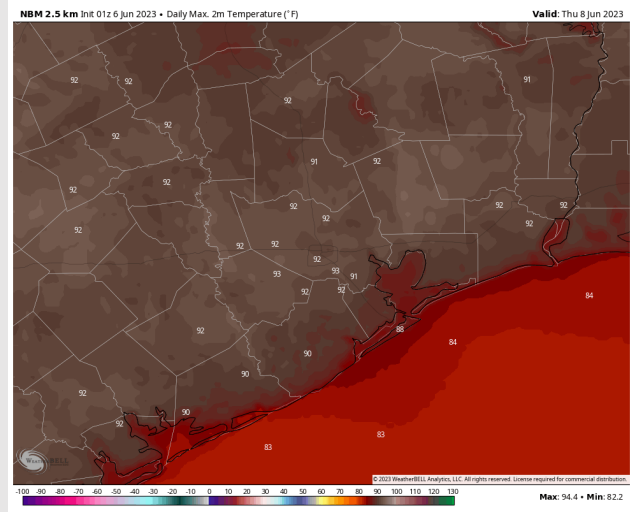 NBM 2.5 km Init 01z 6 Jun 2023 • Daily Max. 2m Temperature (°F)
Valid: Thu 8 Jun 2023
92 92 91
92
92 92
91 92
92 92
92 92 92
92 92
92 92 92
92
93 93 91
92 92
84
92 88
84
90
90
92
90
92
83
83
WeatherBELL
© 2023 WeatherBELL Analytics, LLC. All rights reserved. License required for commercial distribution.
-100 -90 -80 -70 -60 -50 -40 -30 -20 -10 0 10 20 30 40 50 60 70 80 90 100 110 120 130
Max: 94.4 • Min: 82.2